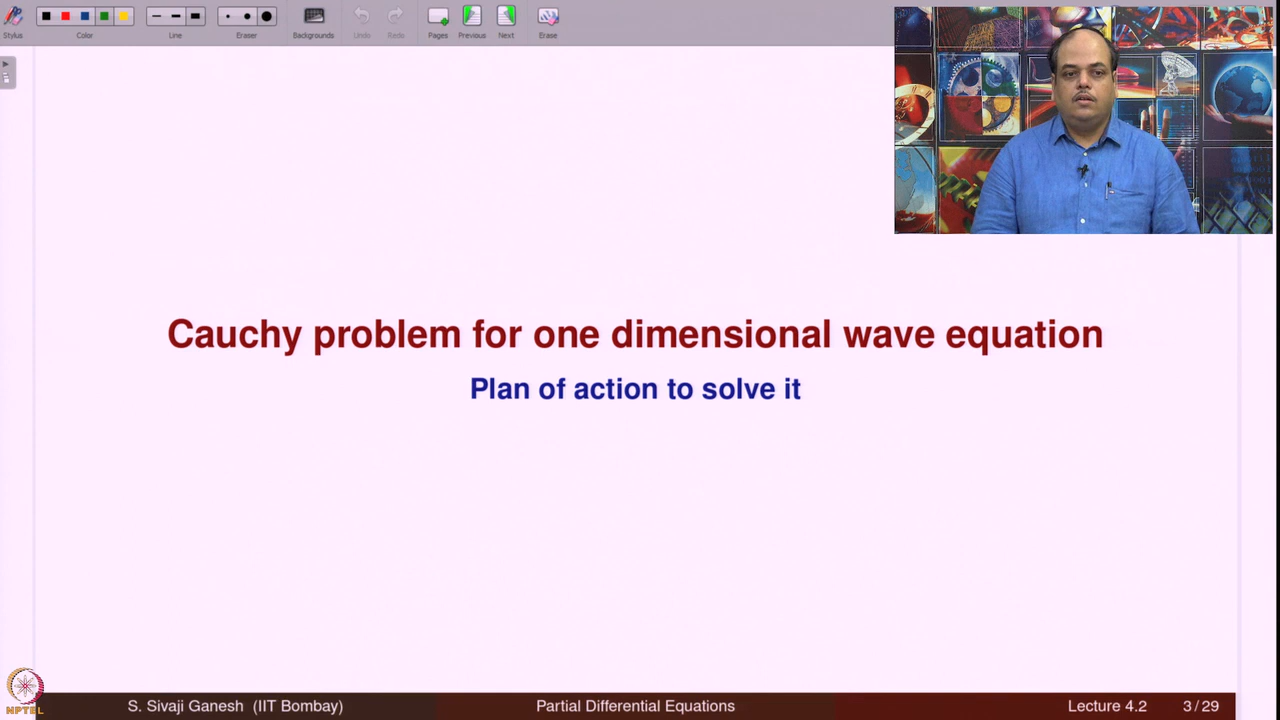 Stylus
Color
Line
Eraser
Backgrounds
Undo
Redo
Pages
Previous
Next
Erase
Cauchy problem for one dimensional wave equation
Plan of action to solve it
NPTEL
S. Sivaji Ganesh (IIT Bombay)
Partial Differential Equations
Lecture 4.2
3 / 29